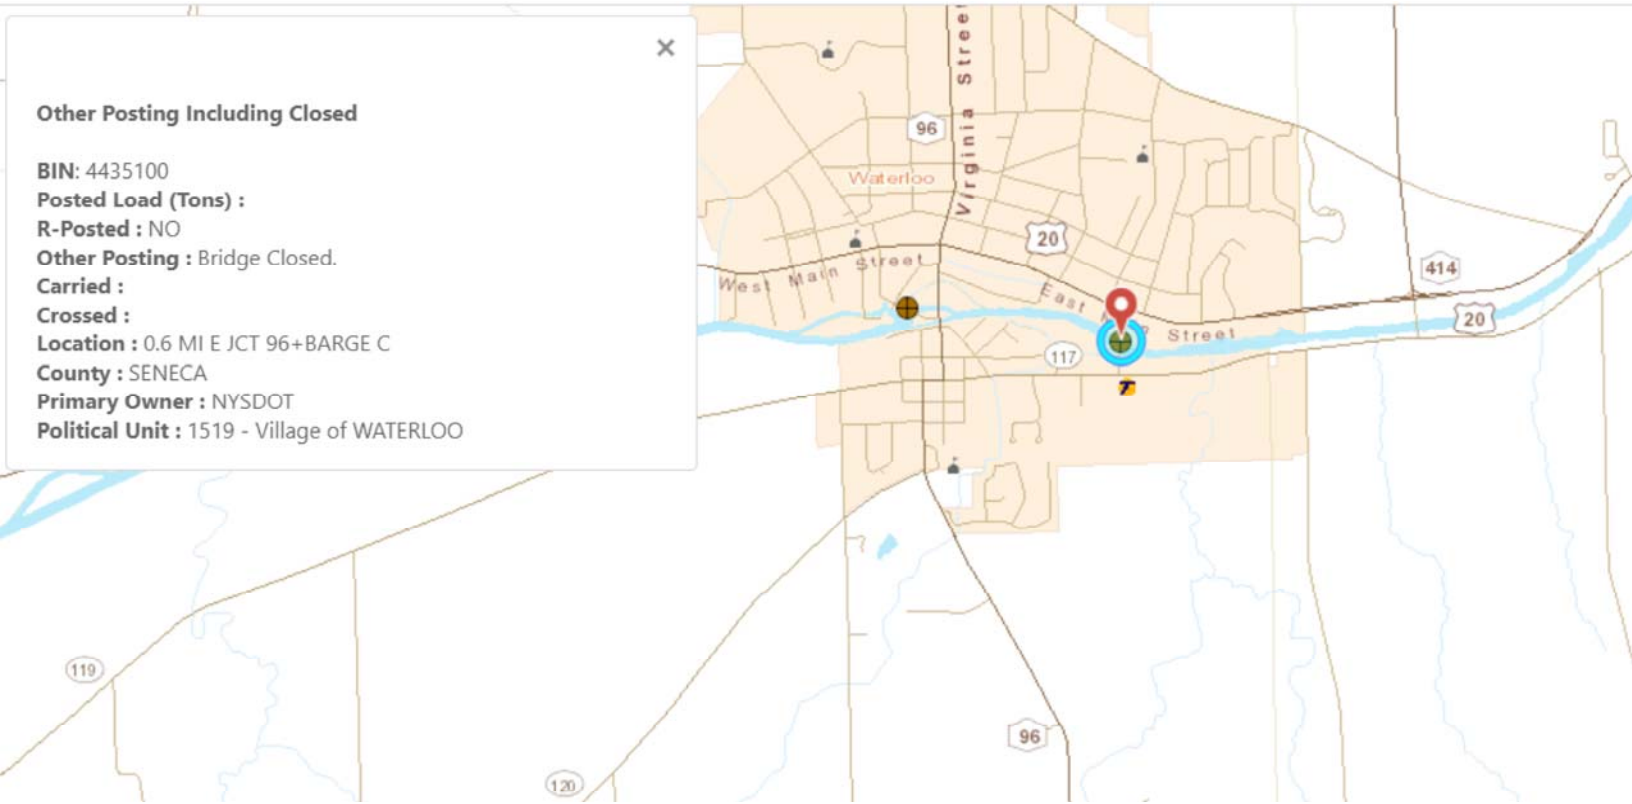 ×
Other Posting Including Closed
BIN: 4435100
Posted Load (Tons) :
R-Posted : NO
Other Posting : Bridge Closed.
Carried :
Crossed :
Location : 0.6 MI E JCT 96+BARGE C
County : SENECA
Primary Owner : NYSDOT
Political Unit : 1519 - Village of WATERLOO
Virginia Street
96
Waterloo
20
West Main Street
414
East M
Street
20
117
119
96
120